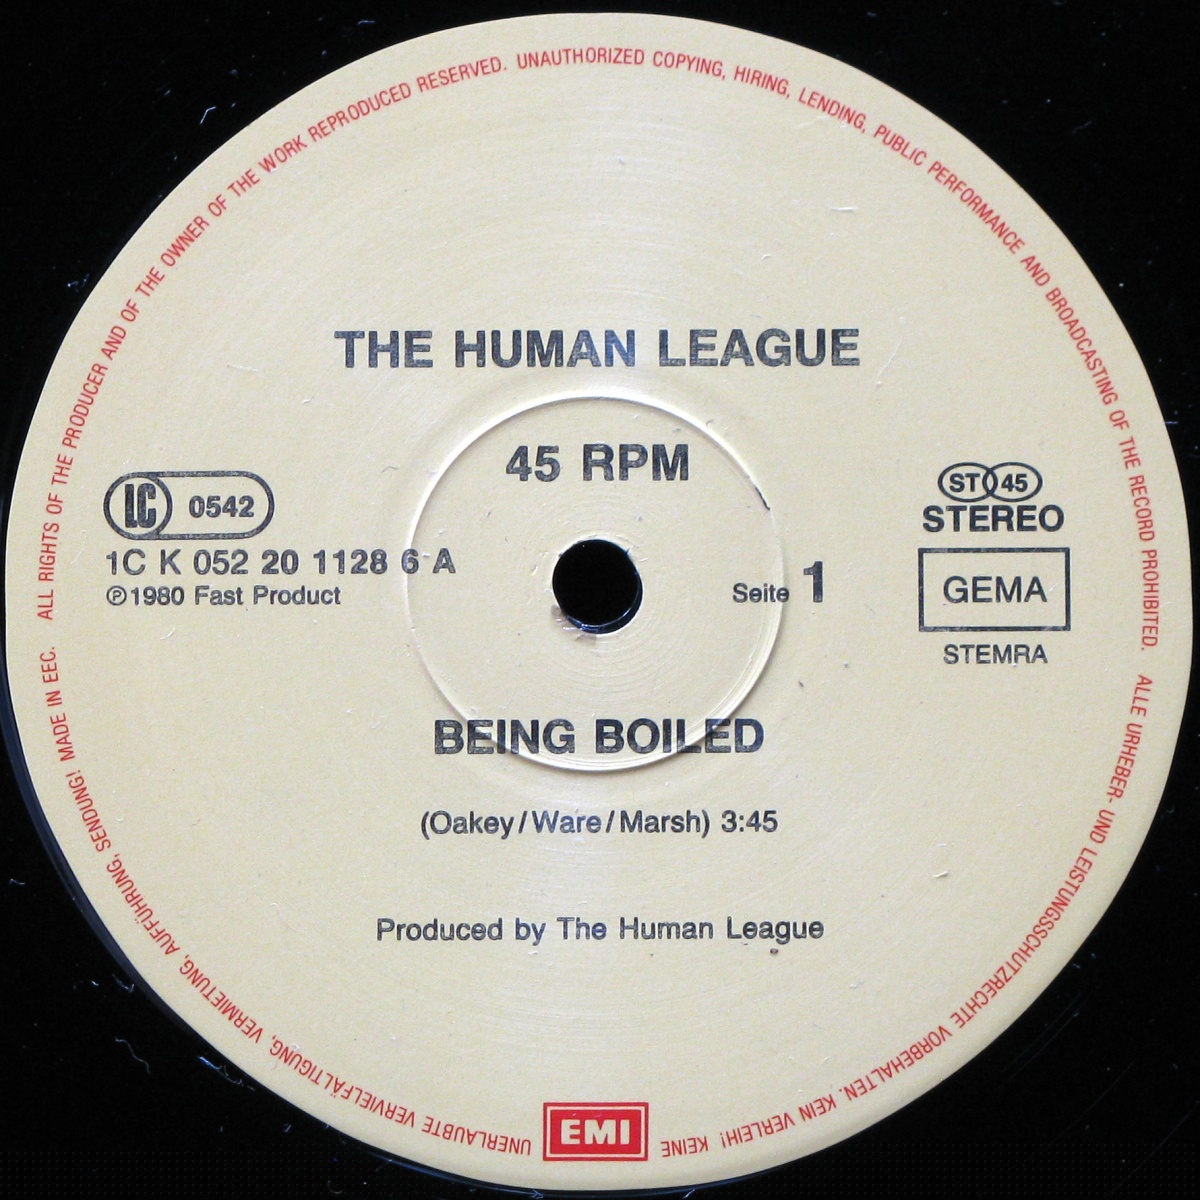 ALL RIGHTS OF THE PRODUCER AND OF THE OWNER OF THE WORK REPRODUCED RESERVED. UNAUTHORIZED COPYING, HIRING, LENDING, PUBLIC PERFORMANCE AND BROADCASTING OF THE RECORD PROHIBITED.
THE HUMAN LEAGUE
45 RPM
LC 0542
1C K 052 20 1128 6 A
℗1980 Fast Product
Seite 1
ST 45
STEREO
GEMA
STEMRA
BEING BOILED
(Oakey/Ware/Marsh) 3:45
Produced by The Human League
ALLE URHEBER- UND LEISTUNGSSCHUTZRECHTE VORBEHALTEN. KEIN VERLEIH! KEINE UNERLAUBTE VERVIELFÄLTIGUNG, VERMIETUNG, AUFFÜHRUNG, SENDUNG! MADE IN EEC.
EMI